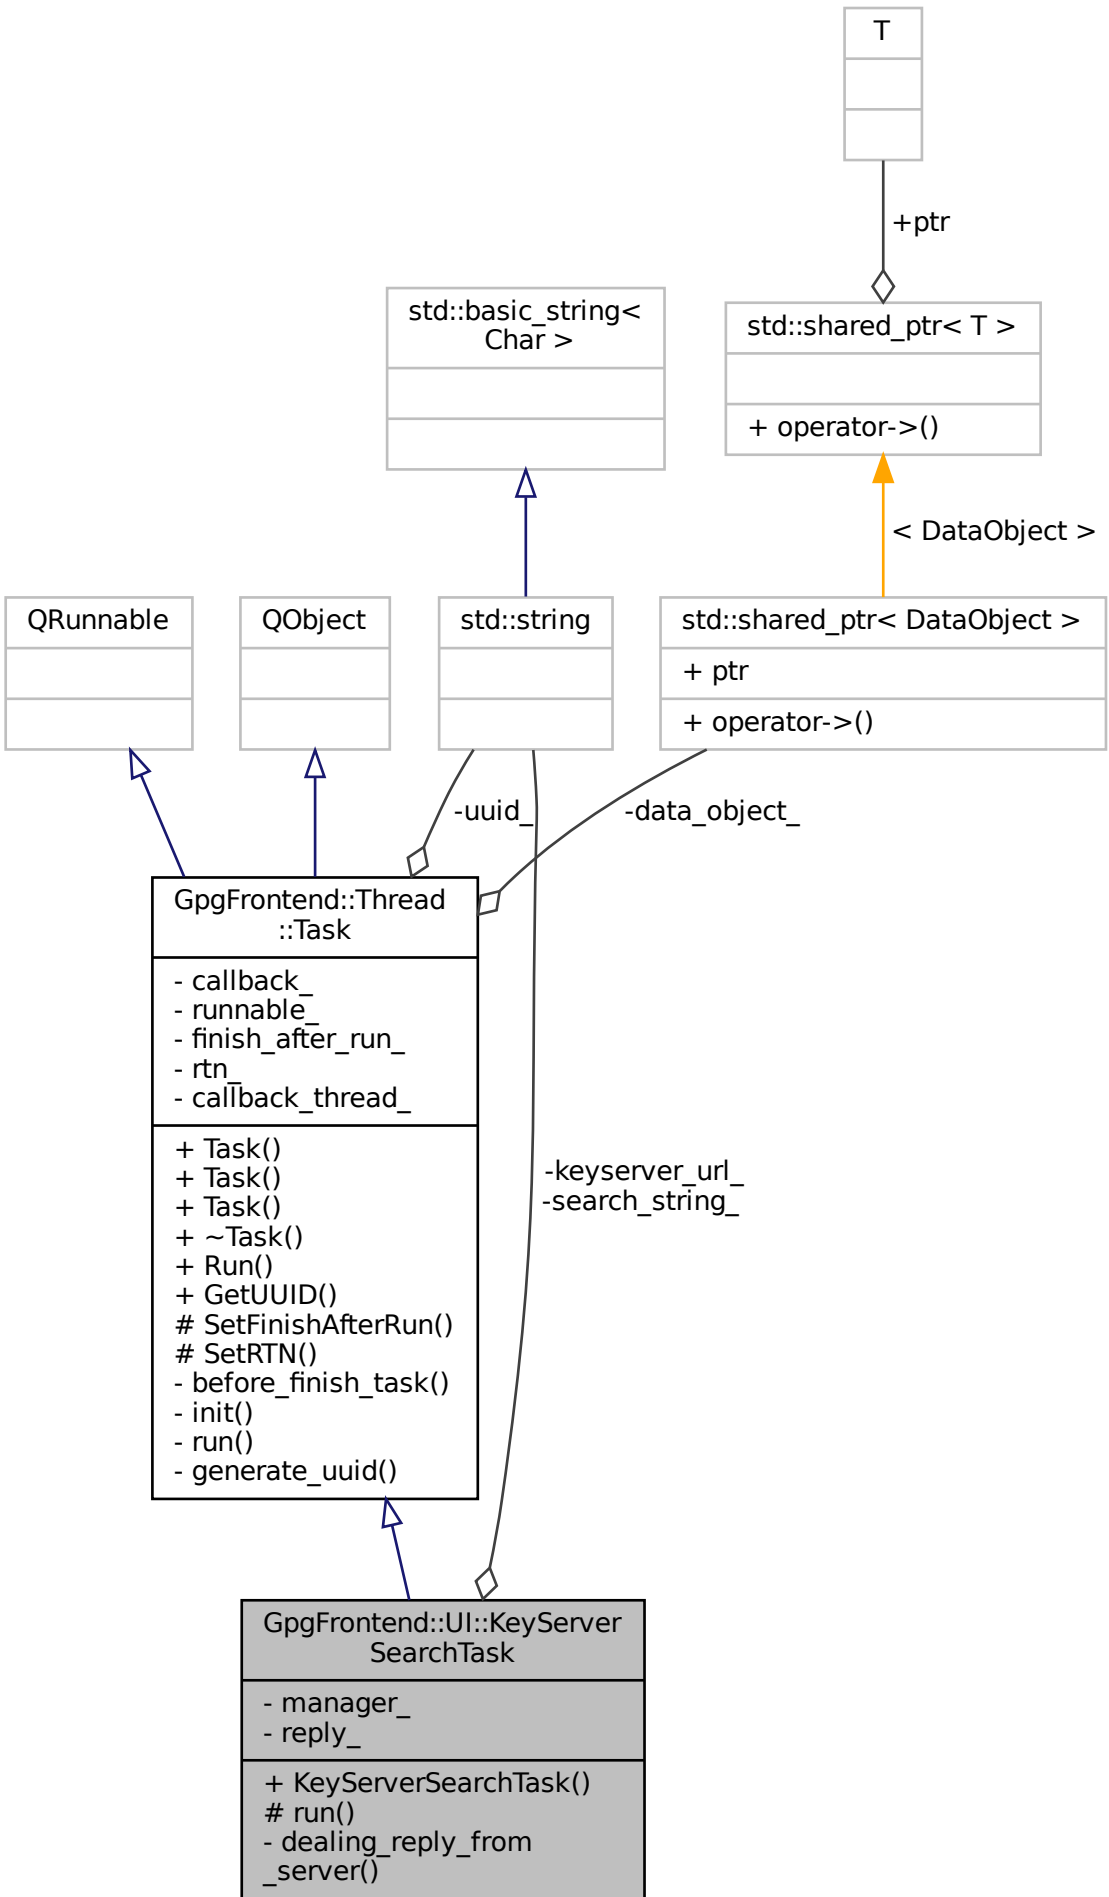 T
+ptr
std::basic_string<
Char >
std::shared_ptr< T >
+ operator->()
< DataObject >
QRunnable
QObject
std::string
std::shared_ptr< DataObject >
+ ptr
+ operator->()
-uuid_
-data_object_
GpgFrontend::Thread
::Task
- callback_
- runnable_
- finish_after_run_
- rtn_
- callback_thread_
+ Task()
+ Task()
+ Task()
+ ~Task()
+ Run()
+ GetUUID()
# SetFinishAfterRun()
# SetRTN()
- before_finish_task()
- init()
- run()
- generate_uuid()
-keyserver_url_
-search_string_
GpgFrontend::UI::KeyServer
SearchTask
- manager_
- reply_
+ KeyServerSearchTask()
# run()
- dealing_reply_from
_server()